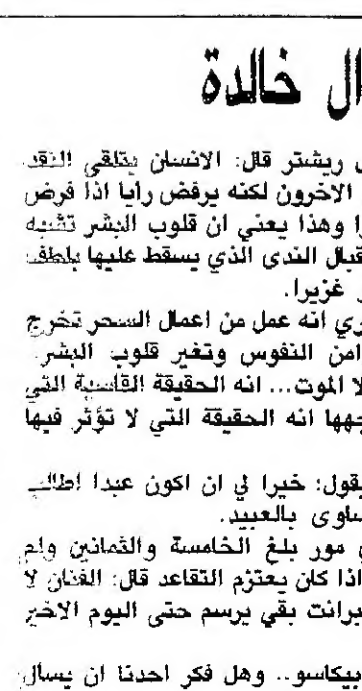 ال خالدة
ريشتر قال: الانسان يتلقى النقد
الاخرون لكنه يرفض رايا اذا فرض
ا وهذا يعني ان قلوب البشر تشبه
قبال الندى الذي يسقط عليها بلطف
غزيرا.
ري انه عمل من اعمال السحر تخرج
امن النفوس وتغير قلوب البشر.
لا الموت... انه الحقيقة القاسية التي
جهها انه الحقيقة التي لا تؤثر فيها
يقول: خيرا لي ان اكون عبدا اطالب
ساوى بالعبيد.
مور بلغ الخامسة والثمانين ولم
اذا كان يعتزم التقاعد قال: الفنان لا
برانت بقي يرسم حتى اليوم الاخير
بيكاسو.. وهل فكر احدنا ان يسال